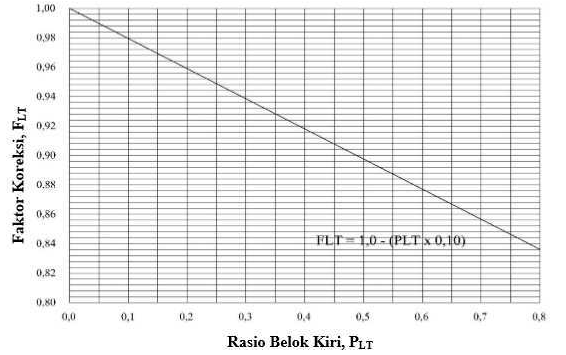 Faktor Koreksi, FLT
1,00
0,98
0,96
0,94
0,92
0,90
0,88
0,86
0,84
0,82
0,80
FLT = 1,0 - (PLT x 0,10)
0,0 0,1 0,2 0,3 0,4 0,5 0,6 0,7 0,8
Rasio Belok Kiri, PLT